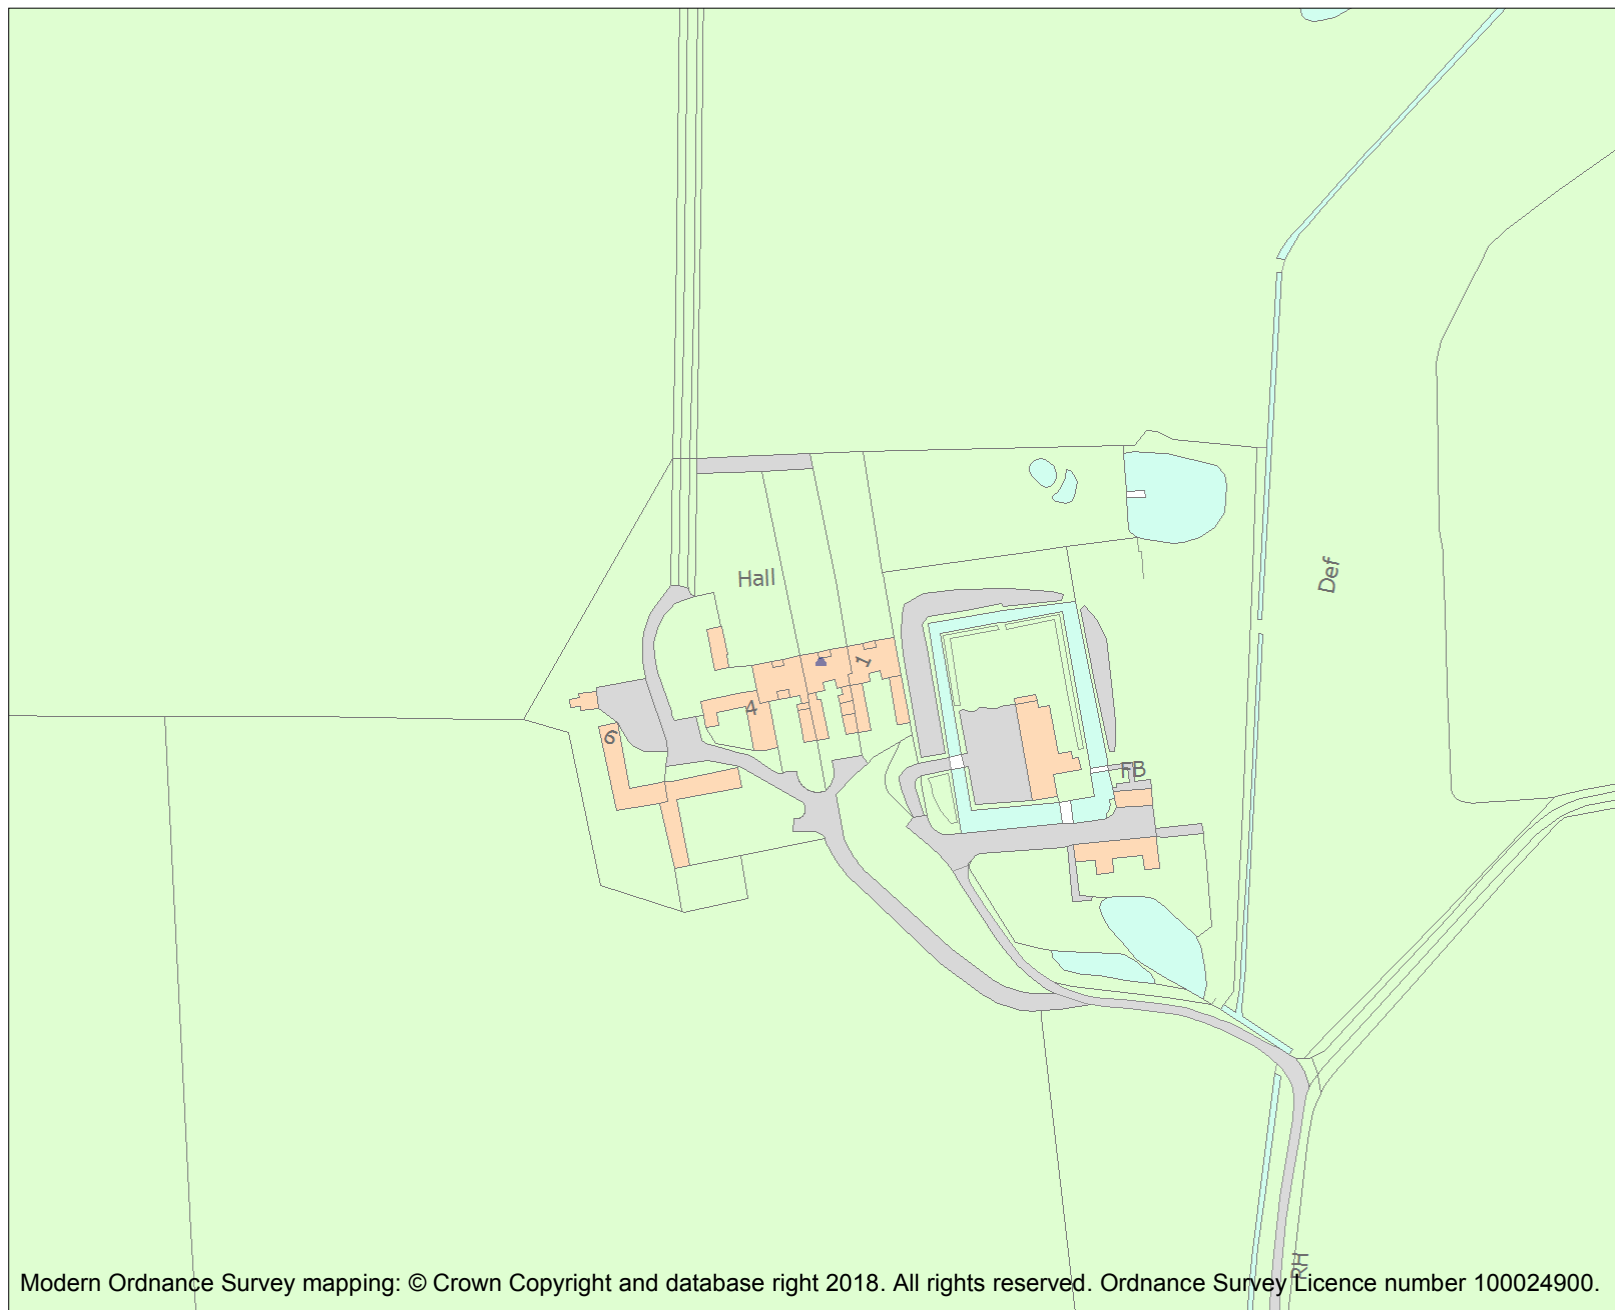 Def
Hall
1
4
6
FB
RH
Modern Ordnance Survey mapping: © Crown Copyright and database right 2018. All rights reserved. Ordnance Survey Licence number 100024900.